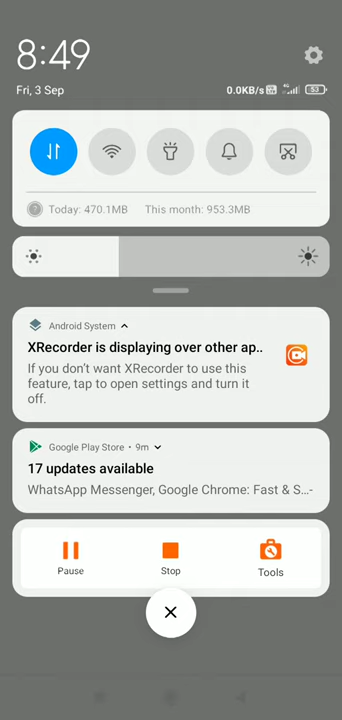 8:49
Fri, 3 Sep
0.0KB/s 4G 53
Today: 470.1MB This month: 953.3MB
Android System
XRecorder is displaying over other ap..
If you don't want XRecorder to use this
feature, tap to open settings and turn it
off.
Google Play Store • 9m
17 updates available
WhatsApp Messenger, Google Chrome: Fast & S...-
Pause Stop Tools